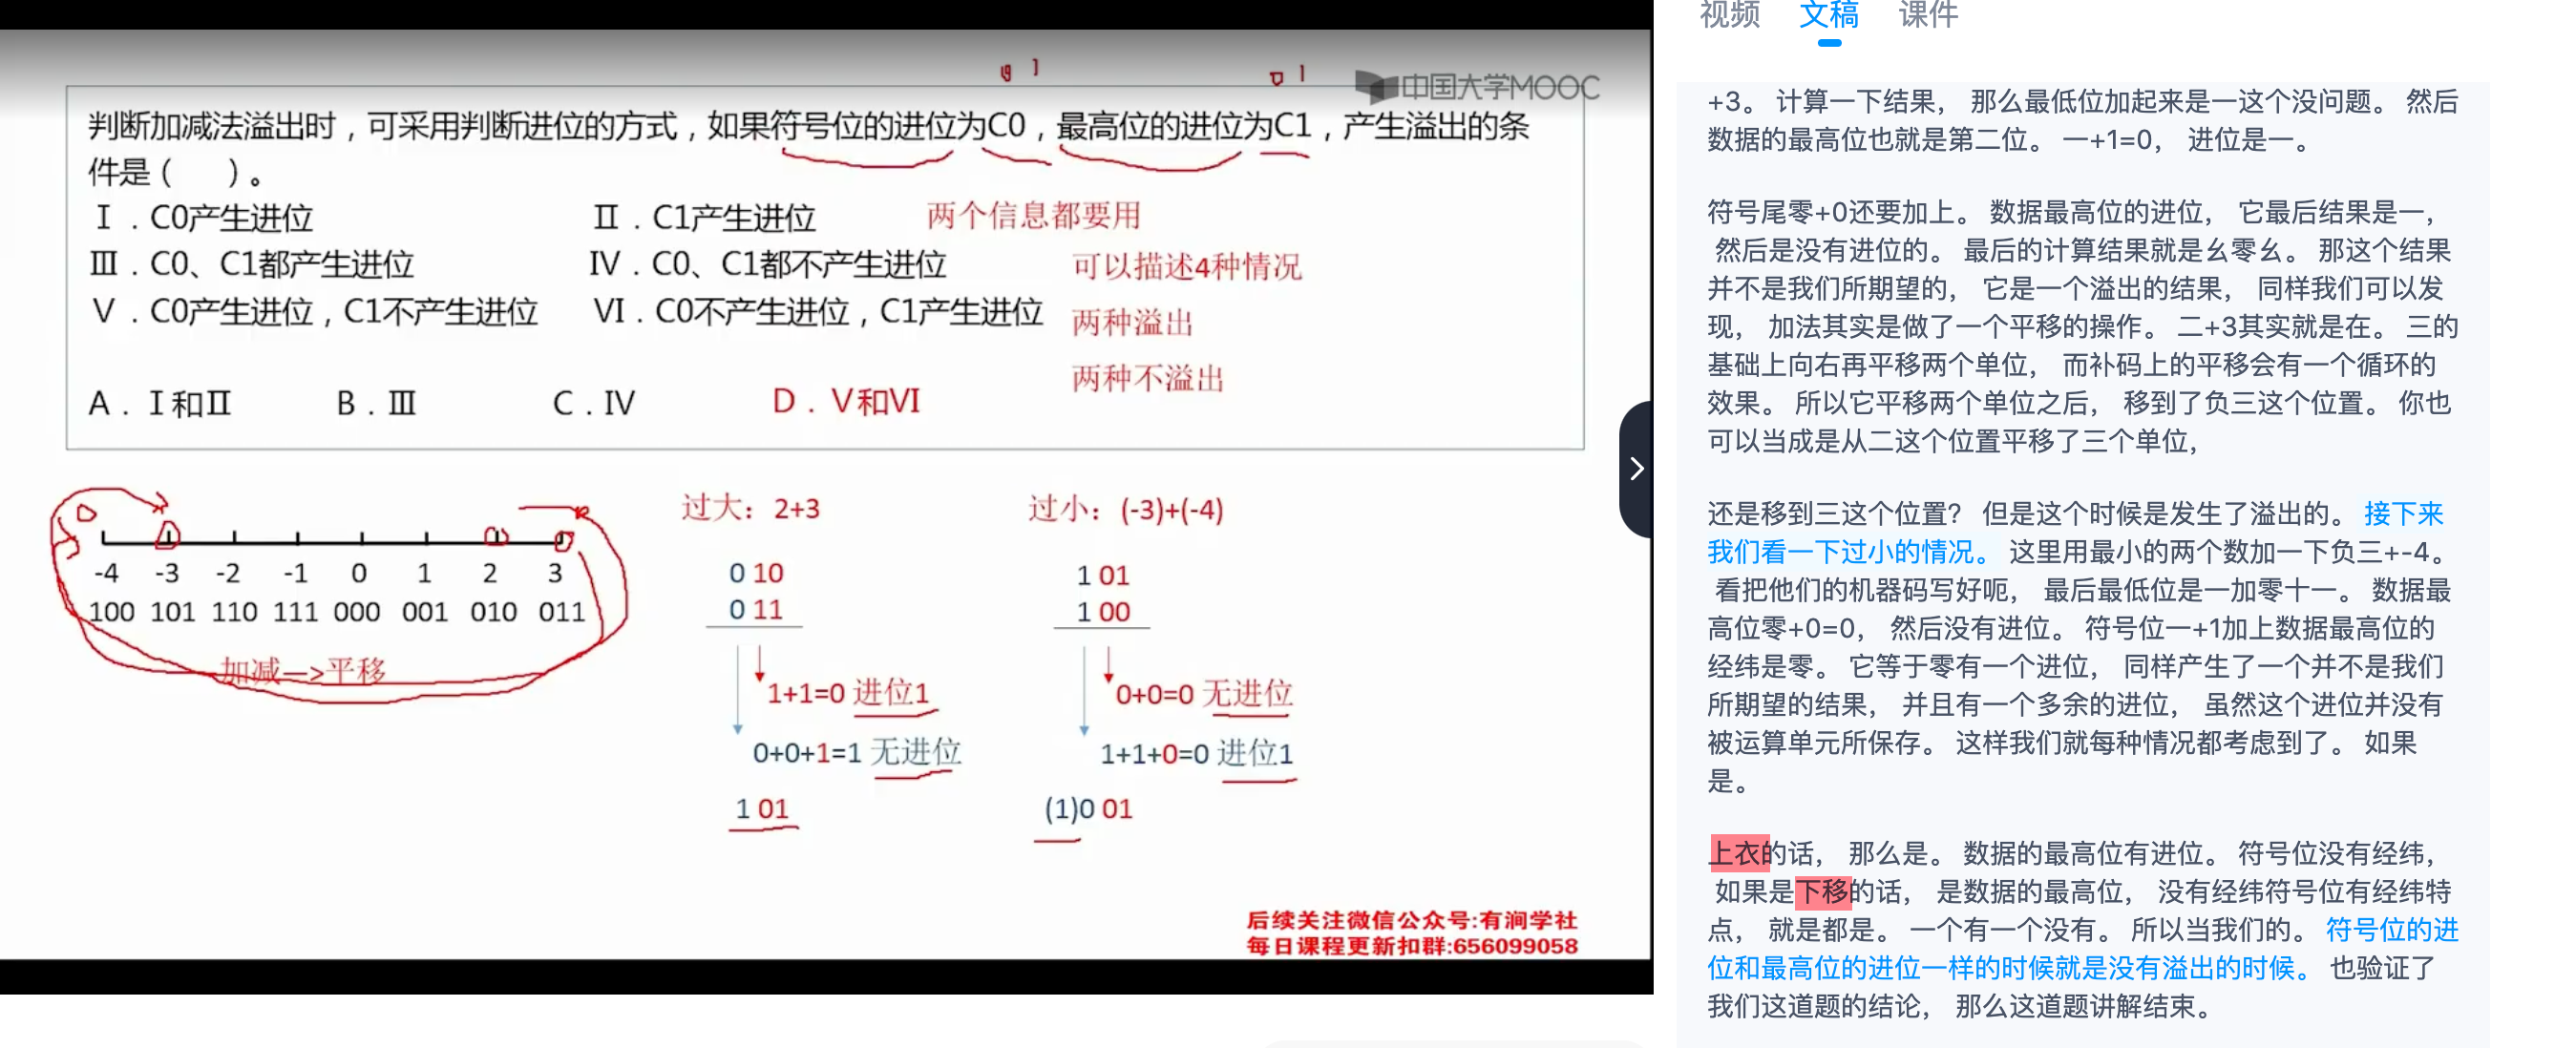 视频 文稿 课件
中国大学MOOC
判断加减法溢出时，可采用判断进位的方式，如果符号位的进位为C0，最高位的进位为C1，产生溢出的条
件是（ ）。
Ⅰ．C0产生进位 Ⅱ．C1产生进位 两个信息都要用
Ⅲ．C0、C1都产生进位 Ⅳ．C0、C1都不产生进位 可以描述4种情况
Ⅴ．C0产生进位，C1不产生进位 Ⅵ．C0不产生进位，C1产生进位 两种溢出
两种不溢出
A．Ⅰ和Ⅱ B．Ⅲ C．Ⅳ D．Ⅴ和Ⅵ
-4 -3 -2 -1 0 1 2 3
100 101 110 111 000 001 010 011
加减—>平移
过大：2+3
0 10
0 11
1+1=0 进位1
0+0+1=1 无进位
1 01
过小：(-3)+(-4)
1 01
1 00
0+0=0 无进位
1+1+0=0 进位1
(1)0 01
后续关注微信公众号:有涧学社
每日课程更新扣群:656099058
+3。 计算一下结果， 那么最低位加起来是一这个没问题。 然后
数据的最高位也就是第二位。 一+1=0， 进位是一。
符号尾零+0还要加上。 数据最高位的进位， 它最后结果是一，
然后是没有进位的。 最后的计算结果就是幺零幺。 那这个结果
并不是我们所期望的， 它是一个溢出的结果， 同样我们可以发
现， 加法其实是做了一个平移的操作。 二+3其实就是在。 三的
基础上向右再平移两个单位， 而补码上的平移会有一个循环的
效果。 所以它平移两个单位之后， 移到了负三这个位置。 你也
可以当成是从二这个位置平移了三个单位，
还是移到三这个位置？ 但是这个时候是发生了溢出的。 接下来
我们看一下过小的情况。 这里用最小的两个数加一下负三+-4。
看把他们的机器码写好呃， 最后最低位是一加零十一。 数据最
高位零+0=0， 然后没有进位。 符号位一+1加上数据最高位的
经纬是零。 它等于零有一个进位， 同样产生了一个并不是我们
所期望的结果， 并且有一个多余的进位， 虽然这个进位并没有
被运算单元所保存。 这样我们就每种情况都考虑到了。 如果
是。
上衣的话， 那么是。 数据的最高位有进位。 符号位没有经纬，
如果是下移的话， 是数据的最高位， 没有经纬符号位有经纬特
点， 就是都是。 一个有一个没有。 所以当我们的。 符号位的进
位和最高位的进位一样的时候就是没有溢出的时候。 也验证了
我们这道题的结论， 那么这道题讲解结束。